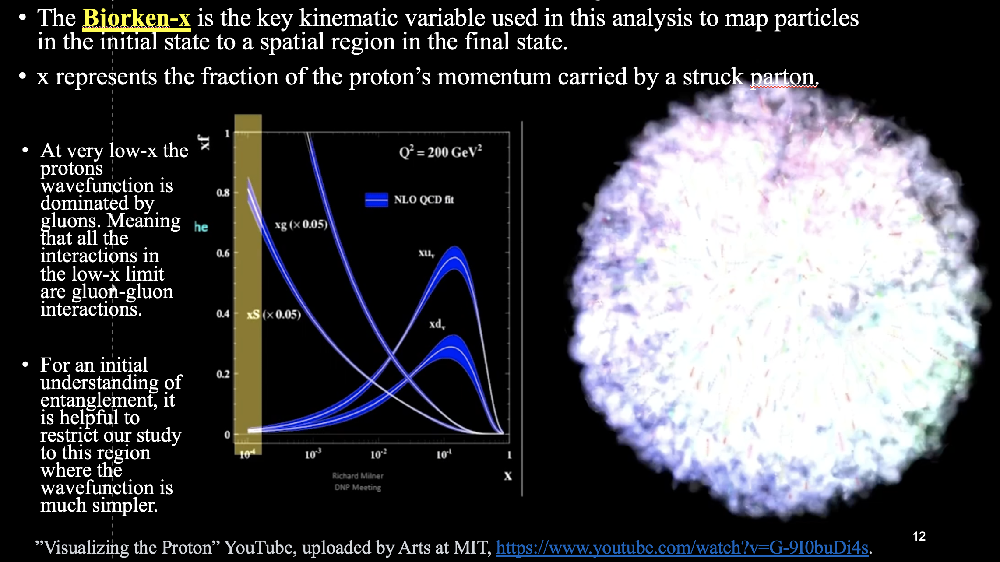 • The Bjorken-x is the key kinematic variable used in this analysis to map particles
in the initial state to a spatial region in the final state.
• x represents the fraction of the proton’s momentum carried by a struck parton.
• At very low-x the
protons
wavefunction is
dominated by
gluons. Meaning
that all the
interactions in
the low-x limit
are gluon-gluon
interactions.
• For an initial
understanding of
entanglement, it
is helpful to
restrict our study
to this region
where the
wavefunction is
much simpler.
he
xf
1
0.8
0.6
0.4
0.2
0
Q² = 200 GeV²
NLO QCD fit
xg (× 0.05)
xuᵥ
xS (× 0.05)
xdᵥ
10⁻⁴ 10⁻³ 10⁻² 10⁻¹ 1
x
Richard Milner
DNP Meeting
12
”Visualizing the Proton” YouTube, uploaded by Arts at MIT, https://www.youtube.com/watch?v=G-9I0buDi4s.